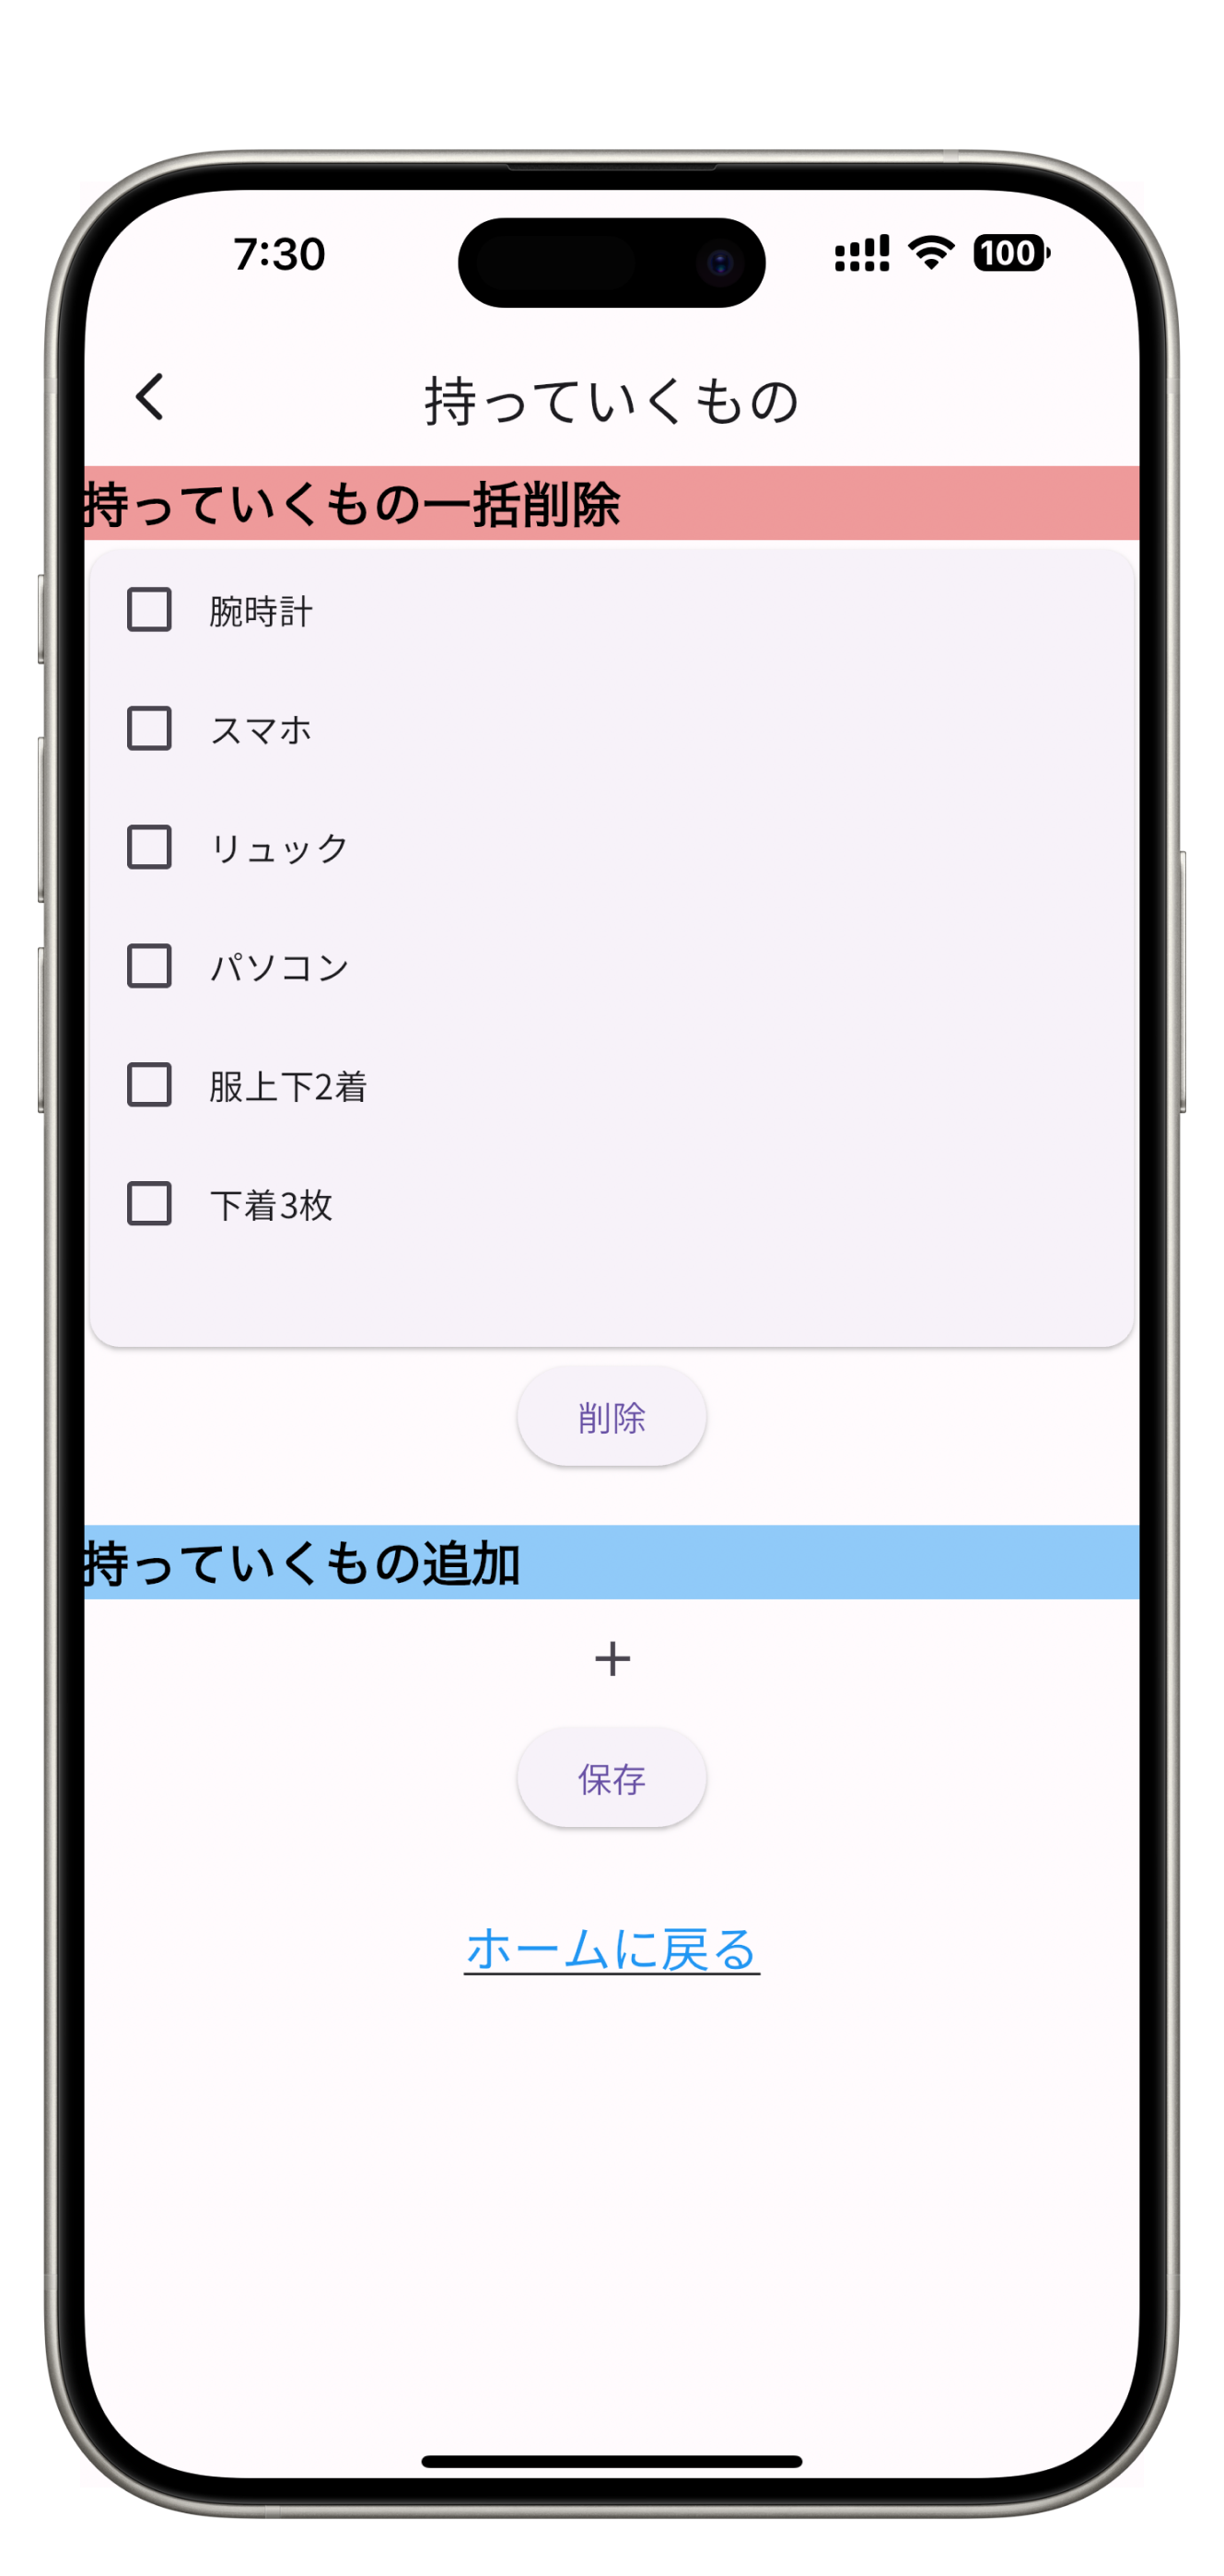 7:30
100
持っていくもの
持っていくもの一括削除
腕時計
スマホ
リュック
パソコン
服上下2着
下着3枚
削除
持っていくもの追加
+
保存
ホームに戻る